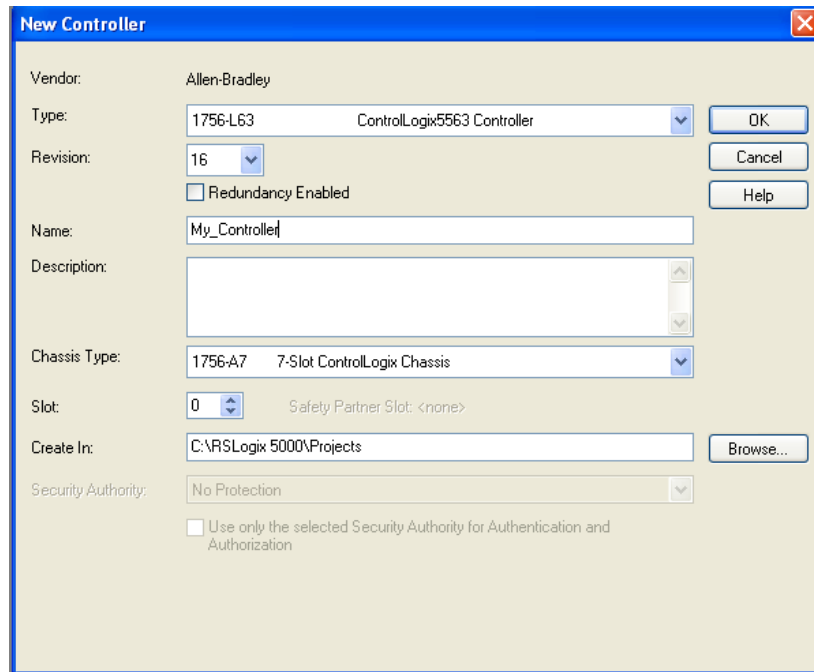 New Controller
Vendor: Allen-Bradley
Type: 1756-L63 ControlLogix5563 Controller OK
Revision: 16 Cancel
Redundancy Enabled Help
Name: My_Controller
Description:
Chassis Type: 1756-A7 7-Slot ControlLogix Chassis
Slot: 0 Safety Partner Slot: <none>
Create In: C:\RSLogix 5000\Projects Browse...
Security Authority: No Protection
Use only the selected Security Authority for Authentication and
Authorization